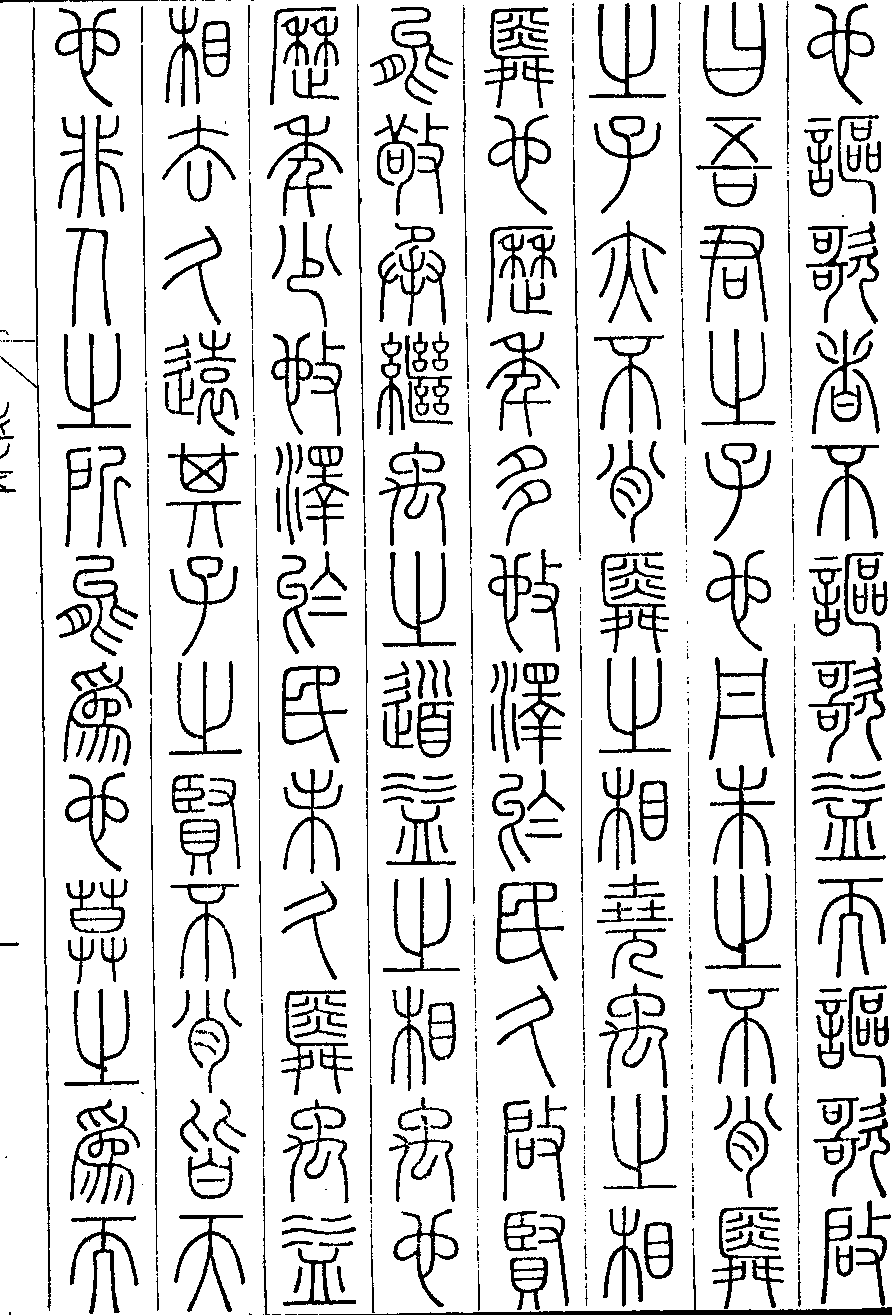 也謳歌者不謳歌益而謳歌啟
曰吾君之子也丹朱之不肖舜
之子亦不肖舜之相堯禹之相
舜也歷年多𢻱澤於民久啟賢
能敬承繼禹之道益之相禹也
歷年少𢻱澤於民未久舜禹益
相去久遠其子之賢不肖皆天
也非人之所能為也莫之為而